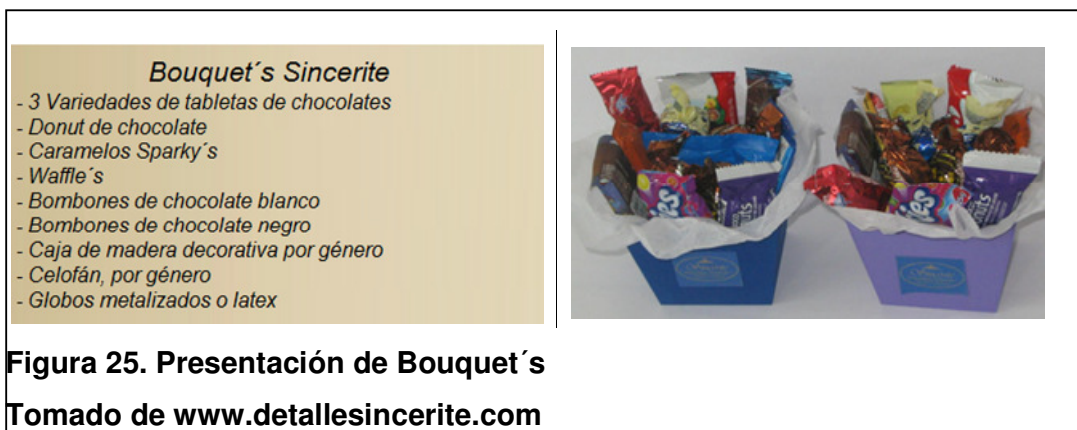 Bouquet´s Sincerite
- 3 Variedades de tabletas de chocolates
- Donut de chocolate
- Caramelos Sparky´s
- Waffle´s
- Bombones de chocolate blanco
- Bombones de chocolate negro
- Caja de madera decorativa por género
- Celofán, por género
- Globos metalizados o latex
Figura 25. Presentación de Bouquet´s
Tomado de www.detallesincerite.com